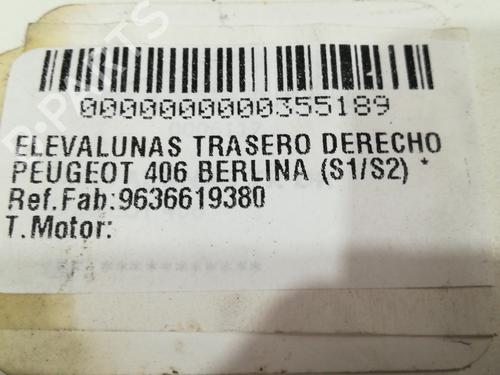 0000000000355189
ELEVALUNAS TRASERO DERECHO
PEUGEOT 406 BERLINA (S1/S2) *
Ref.Fab:9636619380
T.Motor: